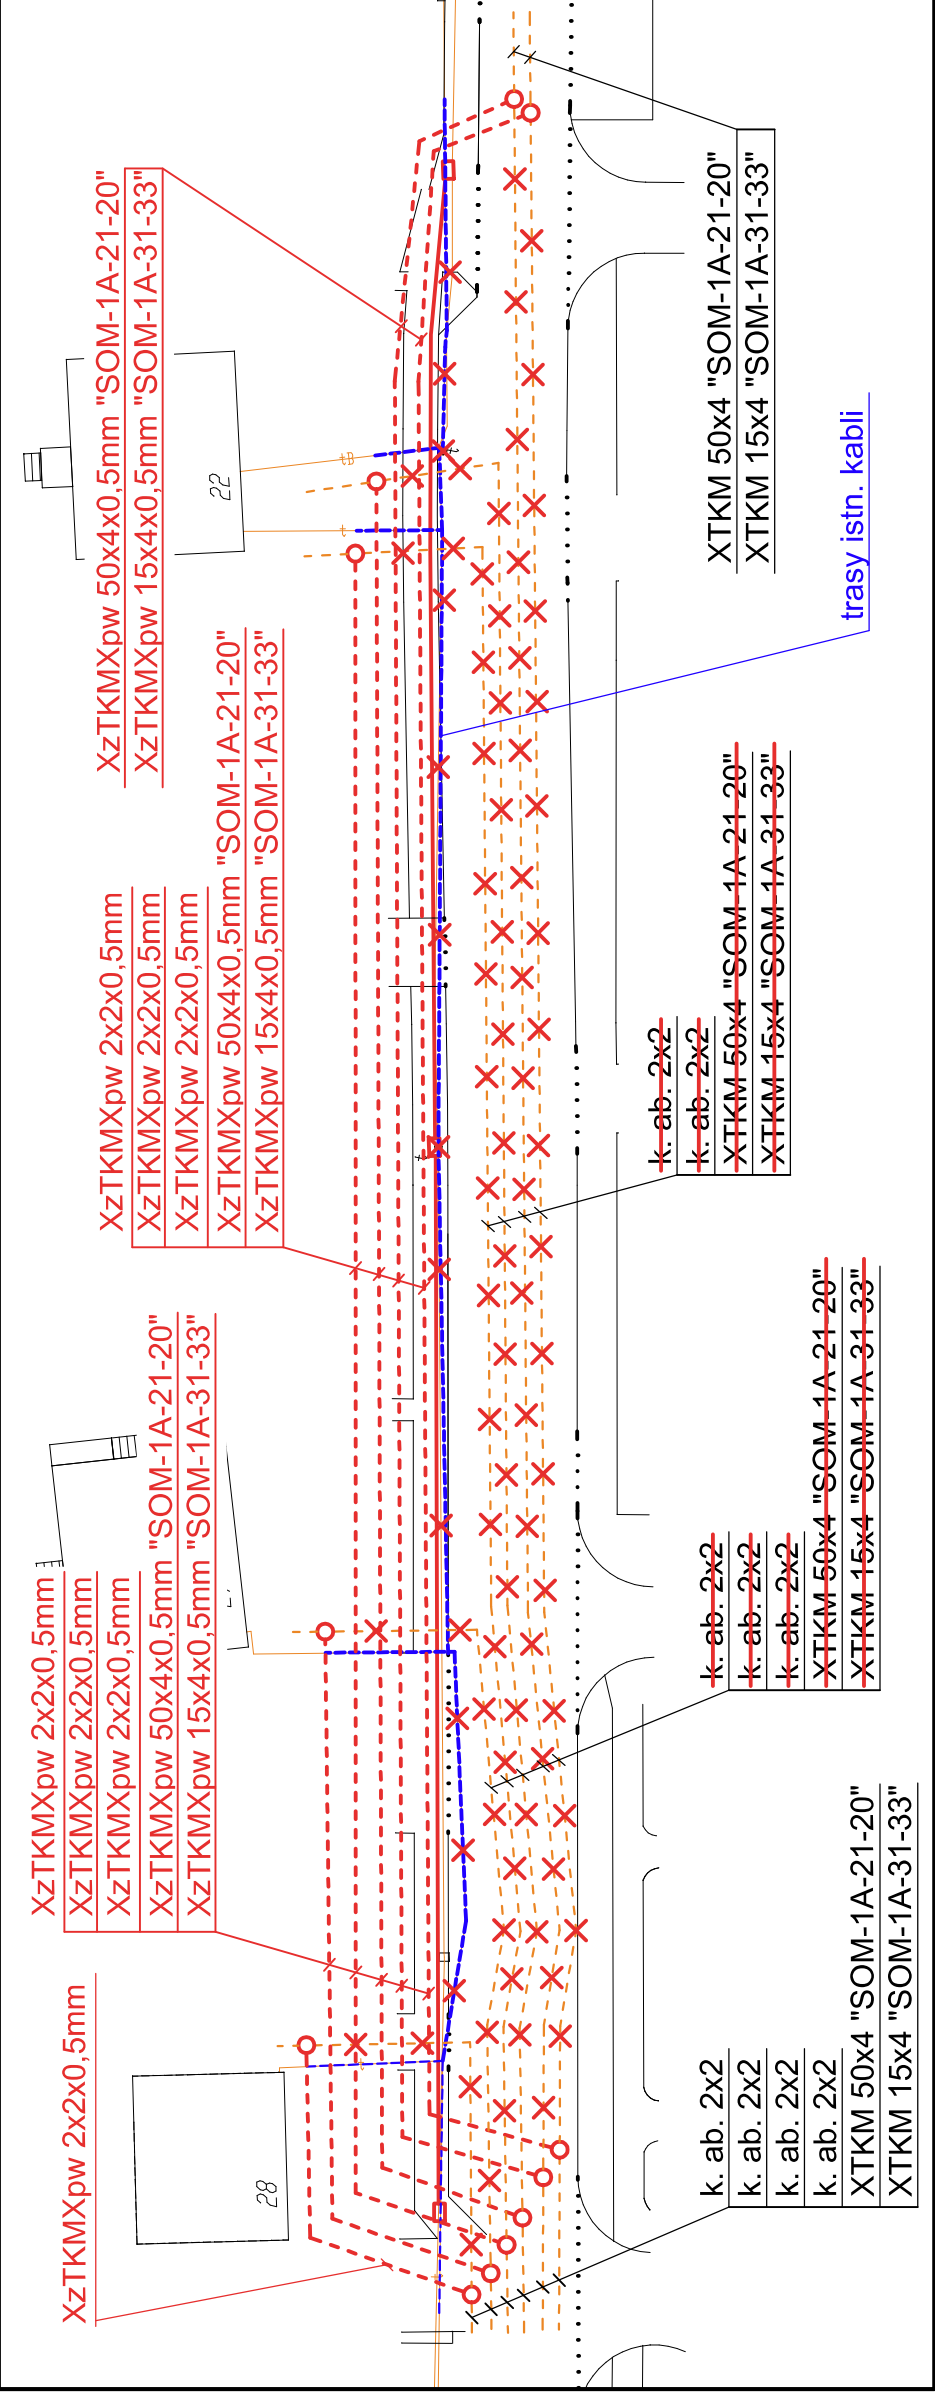 XzTKMXpw 2x2x0,5mm
XzTKMXpw 2x2x0,5mm
XzTKMXpw 2x2x0,5mm
XzTKMXpw 2x2x0,5mm
XzTKMXpw 50x4x0,5mm "SOM-1A-21-20"
XzTKMXpw 15x4x0,5mm "SOM-1A-31-33"
XzTKMXpw 2x2x0,5mm
XzTKMXpw 2x2x0,5mm
XzTKMXpw 2x2x0,5mm
XzTKMXpw 50x4x0,5mm "SOM-1A-21-20"
XzTKMXpw 15x4x0,5mm "SOM-1A-31-33"
XzTKMXpw 50x4x0,5mm "SOM-1A-21-20"
XzTKMXpw 15x4x0,5mm "SOM-1A-31-33"
28
22
tB
t
t
t
k. ab. 2x2
k. ab. 2x2
k. ab. 2x2
k. ab. 2x2
XTKM 50x4 "SOM-1A-21-20"
XTKM 15x4 "SOM-1A-31-33"
k. ab. 2x2
k. ab. 2x2
k. ab. 2x2
XTKM 50x4 "SOM-1A-21-20"
XTKM 15x4 "SOM-1A-31-33"
k. ab. 2x2
k. ab. 2x2
XTKM 50x4 "SOM-1A-21-20"
XTKM 15x4 "SOM-1A-31-33"
trasy istn. kabli
XTKM 50x4 "SOM-1A-21-20"
XTKM 15x4 "SOM-1A-31-33"